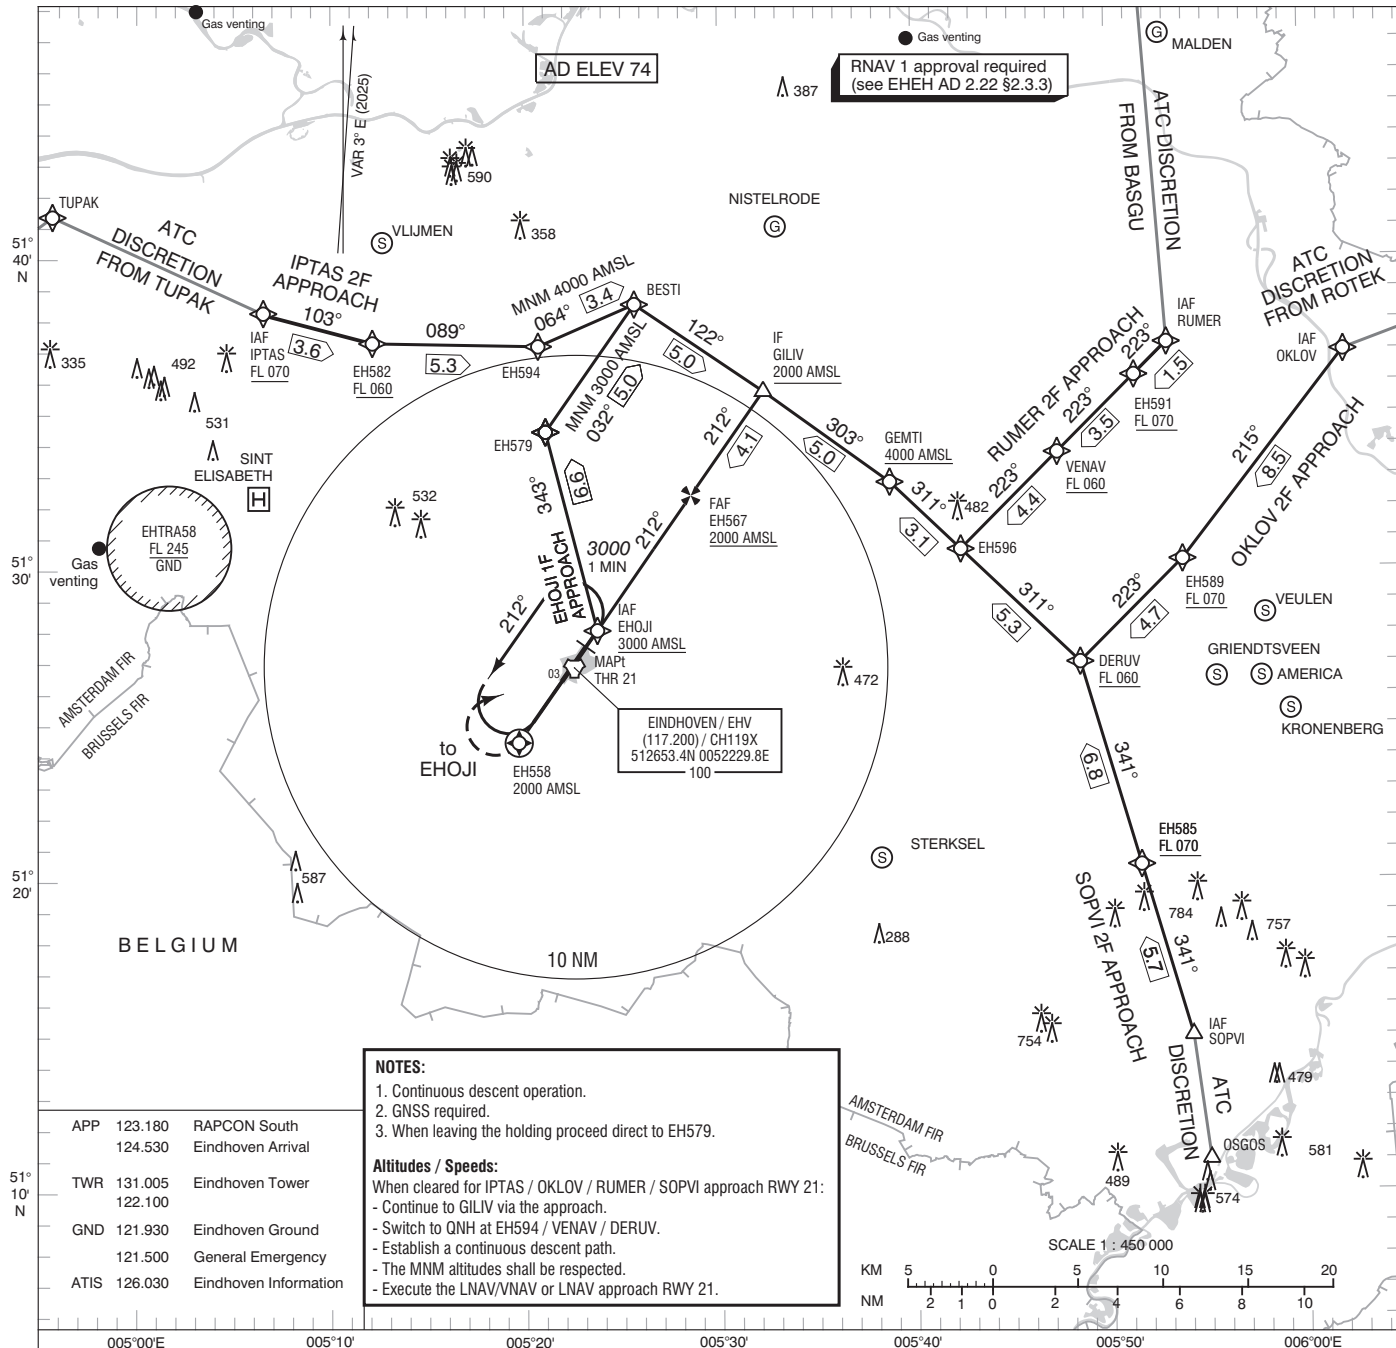 Gas venting
AD ELEV 74
Gas venting
RNAV 1 approval required
(see EHEH AD 2.22 §2.3.3)
G
MALDEN
VAR 3° E (2025)
387
590
358
NISTELRODE
G
S
VLIJMEN
TUPAK
51°
40'
N
ATC
DISCRETION
FROM TUPAK
IPTAS 2F
APPROACH
103°
3.6
IAF
IPTAS
FL 070
089°
5.3
EH582
FL 060
MNM 4000 AMSL
064°
3.4
EH594
BESTI
122°
5.0
IF
GILIV
2000 AMSL
MNM 3000 AMSL
032°
5.0
EH579
343°
6.6
EHOJI 1F
APPROACH
212°
4.1
FAF
EH567
2000 AMSL
212°
3000
1 MIN
212°
IAF
EHOJI
3000 AMSL
MAPt
THR 21
03
to
EHOJI
EH558
2000 AMSL
EINDHOVEN / EHV
(117.200) / CH119X
512653.4N 0052229.8E
100
10 NM
303°
5.0
GEMTI
4000 AMSL
311°
3.1
482
EH596
ATC DISCRETION
FROM BASGU
IAF
RUMER
RUMER 2F APPROACH
223°
1.5
EH591
FL 070
223°
3.5
VENAV
FL 060
223°
4.4
ATC
DISCRETION
FROM ROTEK
IAF
OKLOV
215°
8.5
OKLOV 2F APPROACH
EH589
FL 070
223°
4.7
311°
5.3
DERUV
FL 060
S
VEULEN
GRIENDTSVEEN
S
S
AMERICA
S
KRONENBERG
341°
6.8
EH585
FL 070
SOPVI 2F APPROACH
341°
5.7
IAF
SOPVI
ATC
DISCRETION
OSGOS
335
492
531
SINT
ELISABETH
H
EHTRA58
FL 245
GND
Gas
venting
51°
30'
532
472
AMSTERDAM FIR
BRUSSELS FIR
587
51°
20'
BELGIUM
S
STERKSEL
288
784
757
754
479
581
489
574
AMSTERDAM FIR
BRUSSELS FIR
51°
10'
N
APP 123.180 RAPCON South
124.530 Eindhoven Arrival
TWR 131.005 Eindhoven Tower
122.100
GND 121.930 Eindhoven Ground
121.500 General Emergency
ATIS 126.030 Eindhoven Information
NOTES:
1. Continuous descent operation.
2. GNSS required.
3. When leaving the holding proceed direct to EH579.
Altitudes / Speeds:
When cleared for IPTAS / OKLOV / RUMER / SOPVI approach RWY 21:
- Continue to GILIV via the approach.
- Switch to QNH at EH594 / VENAV / DERUV.
- Establish a continuous descent path.
- The MNM altitudes shall be respected.
- Execute the LNAV/VNAV or LNAV approach RWY 21.
SCALE 1 : 450 000
KM 5 0 5 10 15 20
NM 2 1 0 2 4 6 8 10
005°00'E 005°10' 005°20' 005°30' 005°40' 005°50' 006°00'E